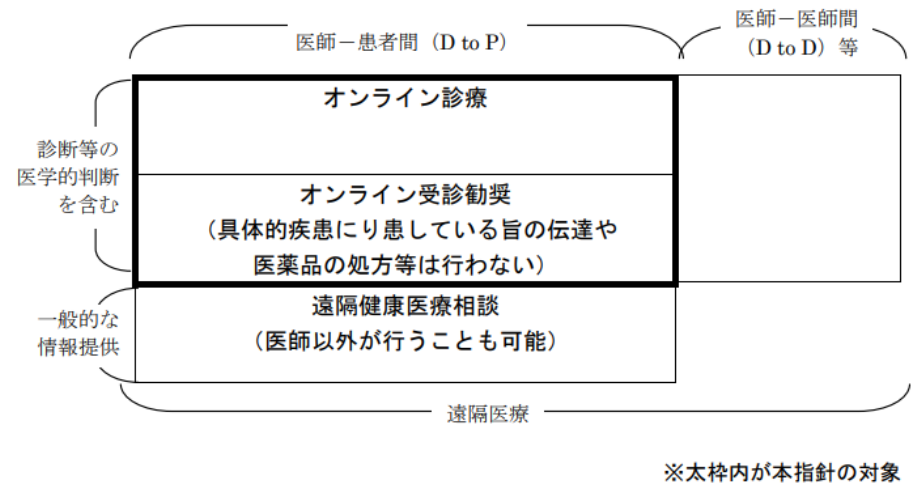 医師－患者間（D to P）
医師－医師間
（D to D）等
診断等の
医学的判断
を含む
オンライン診療
オンライン受診勧奨
（具体的疾患にり患している旨の伝達や
医薬品の処方等は行わない）
一般的な
情報提供
遠隔健康医療相談
（医師以外が行うことも可能）
遠隔医療
※太枠内が本指針の対象